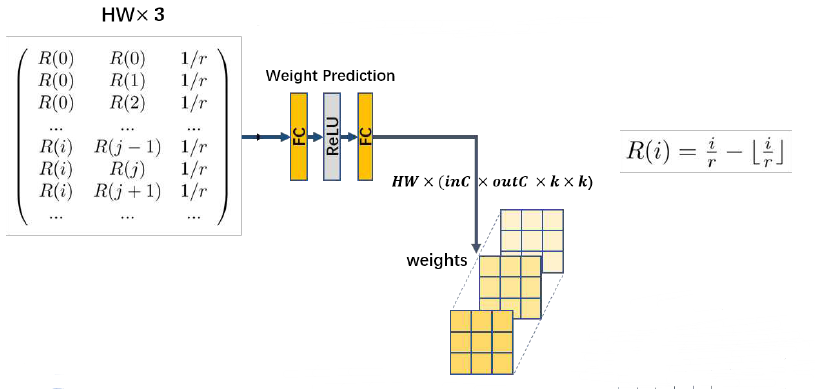 HW× 3
R(0) R(0) 1/r
R(0) R(1) 1/r
R(0) R(2) 1/r
... ... ...
R(i) R(j − 1) 1/r
R(i) R(j) 1/r
R(i) R(j + 1) 1/r
... ... ...
Weight Prediction
FC
ReLU
FC
R(i) = i/r − ⌊i/r⌋
HW × (inC × outC × k × k)
weights